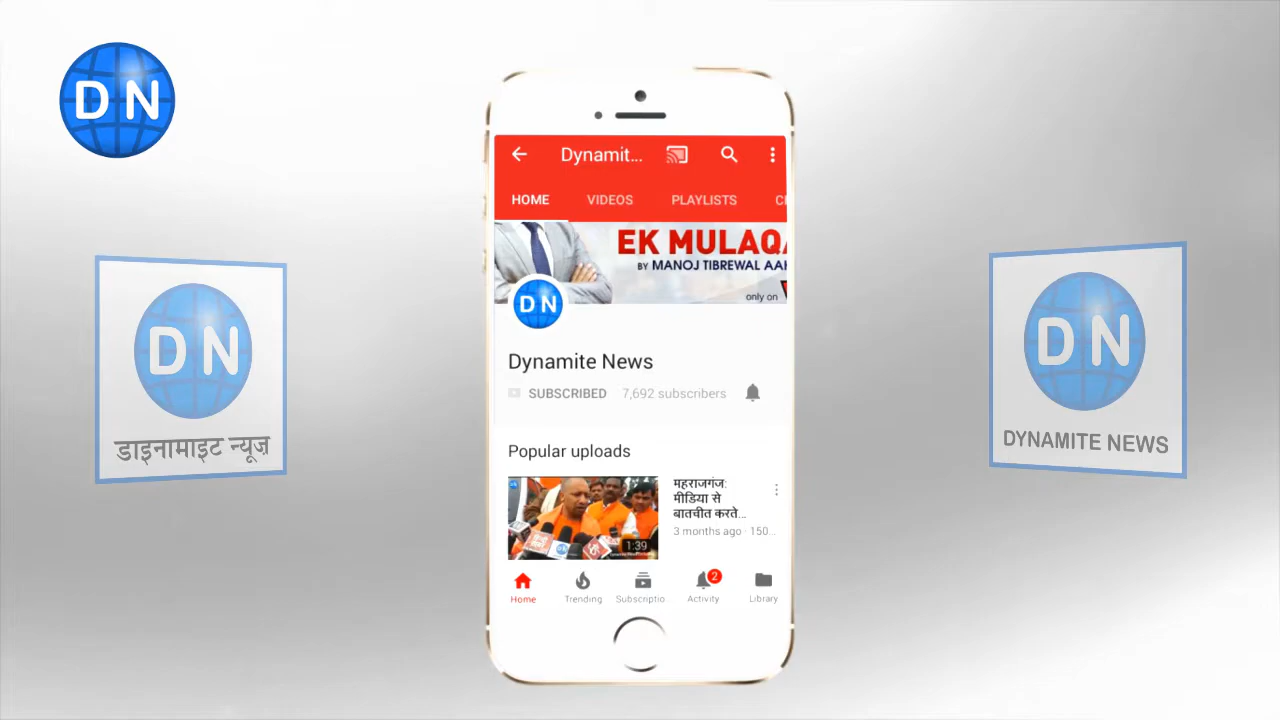 DN
Dynamit...
HOME VIDEOS PLAYLISTS C
EK MULAQA
BY MANOJ TIBREWAL AA
only on
DN
Dynamite News
SUBSCRIBED 7,692 subscribers
Popular uploads
महराजगंज:
मीडिया से
बातचीत करते...
3 months ago · 150...
1:39
Home Trending Subscriptio Activity Library
2
DN
डाइनामाइट न्यूज़
DN
DYNAMITE NEWS